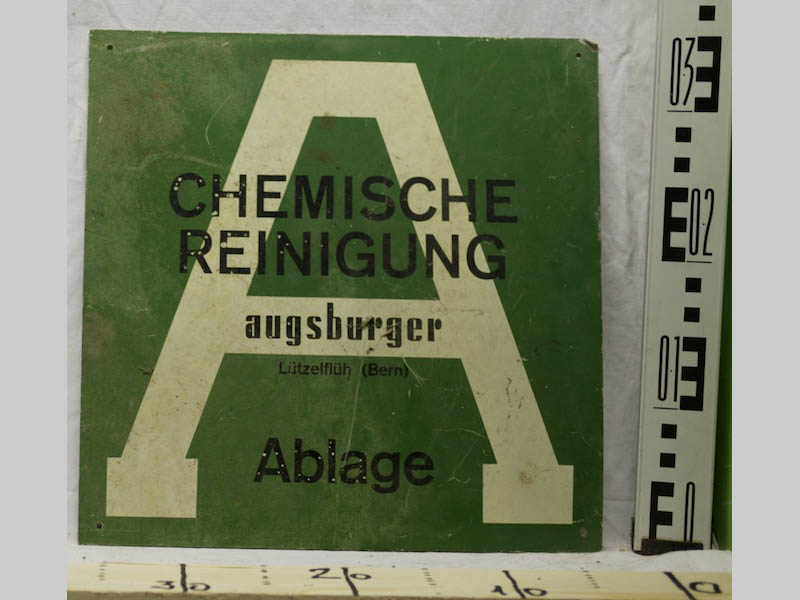 A
CHEMISCHE
REINIGUNG
augsburger
Lützelflüh (Bern)
Ablage
03
02
01
0
30
20
10
0